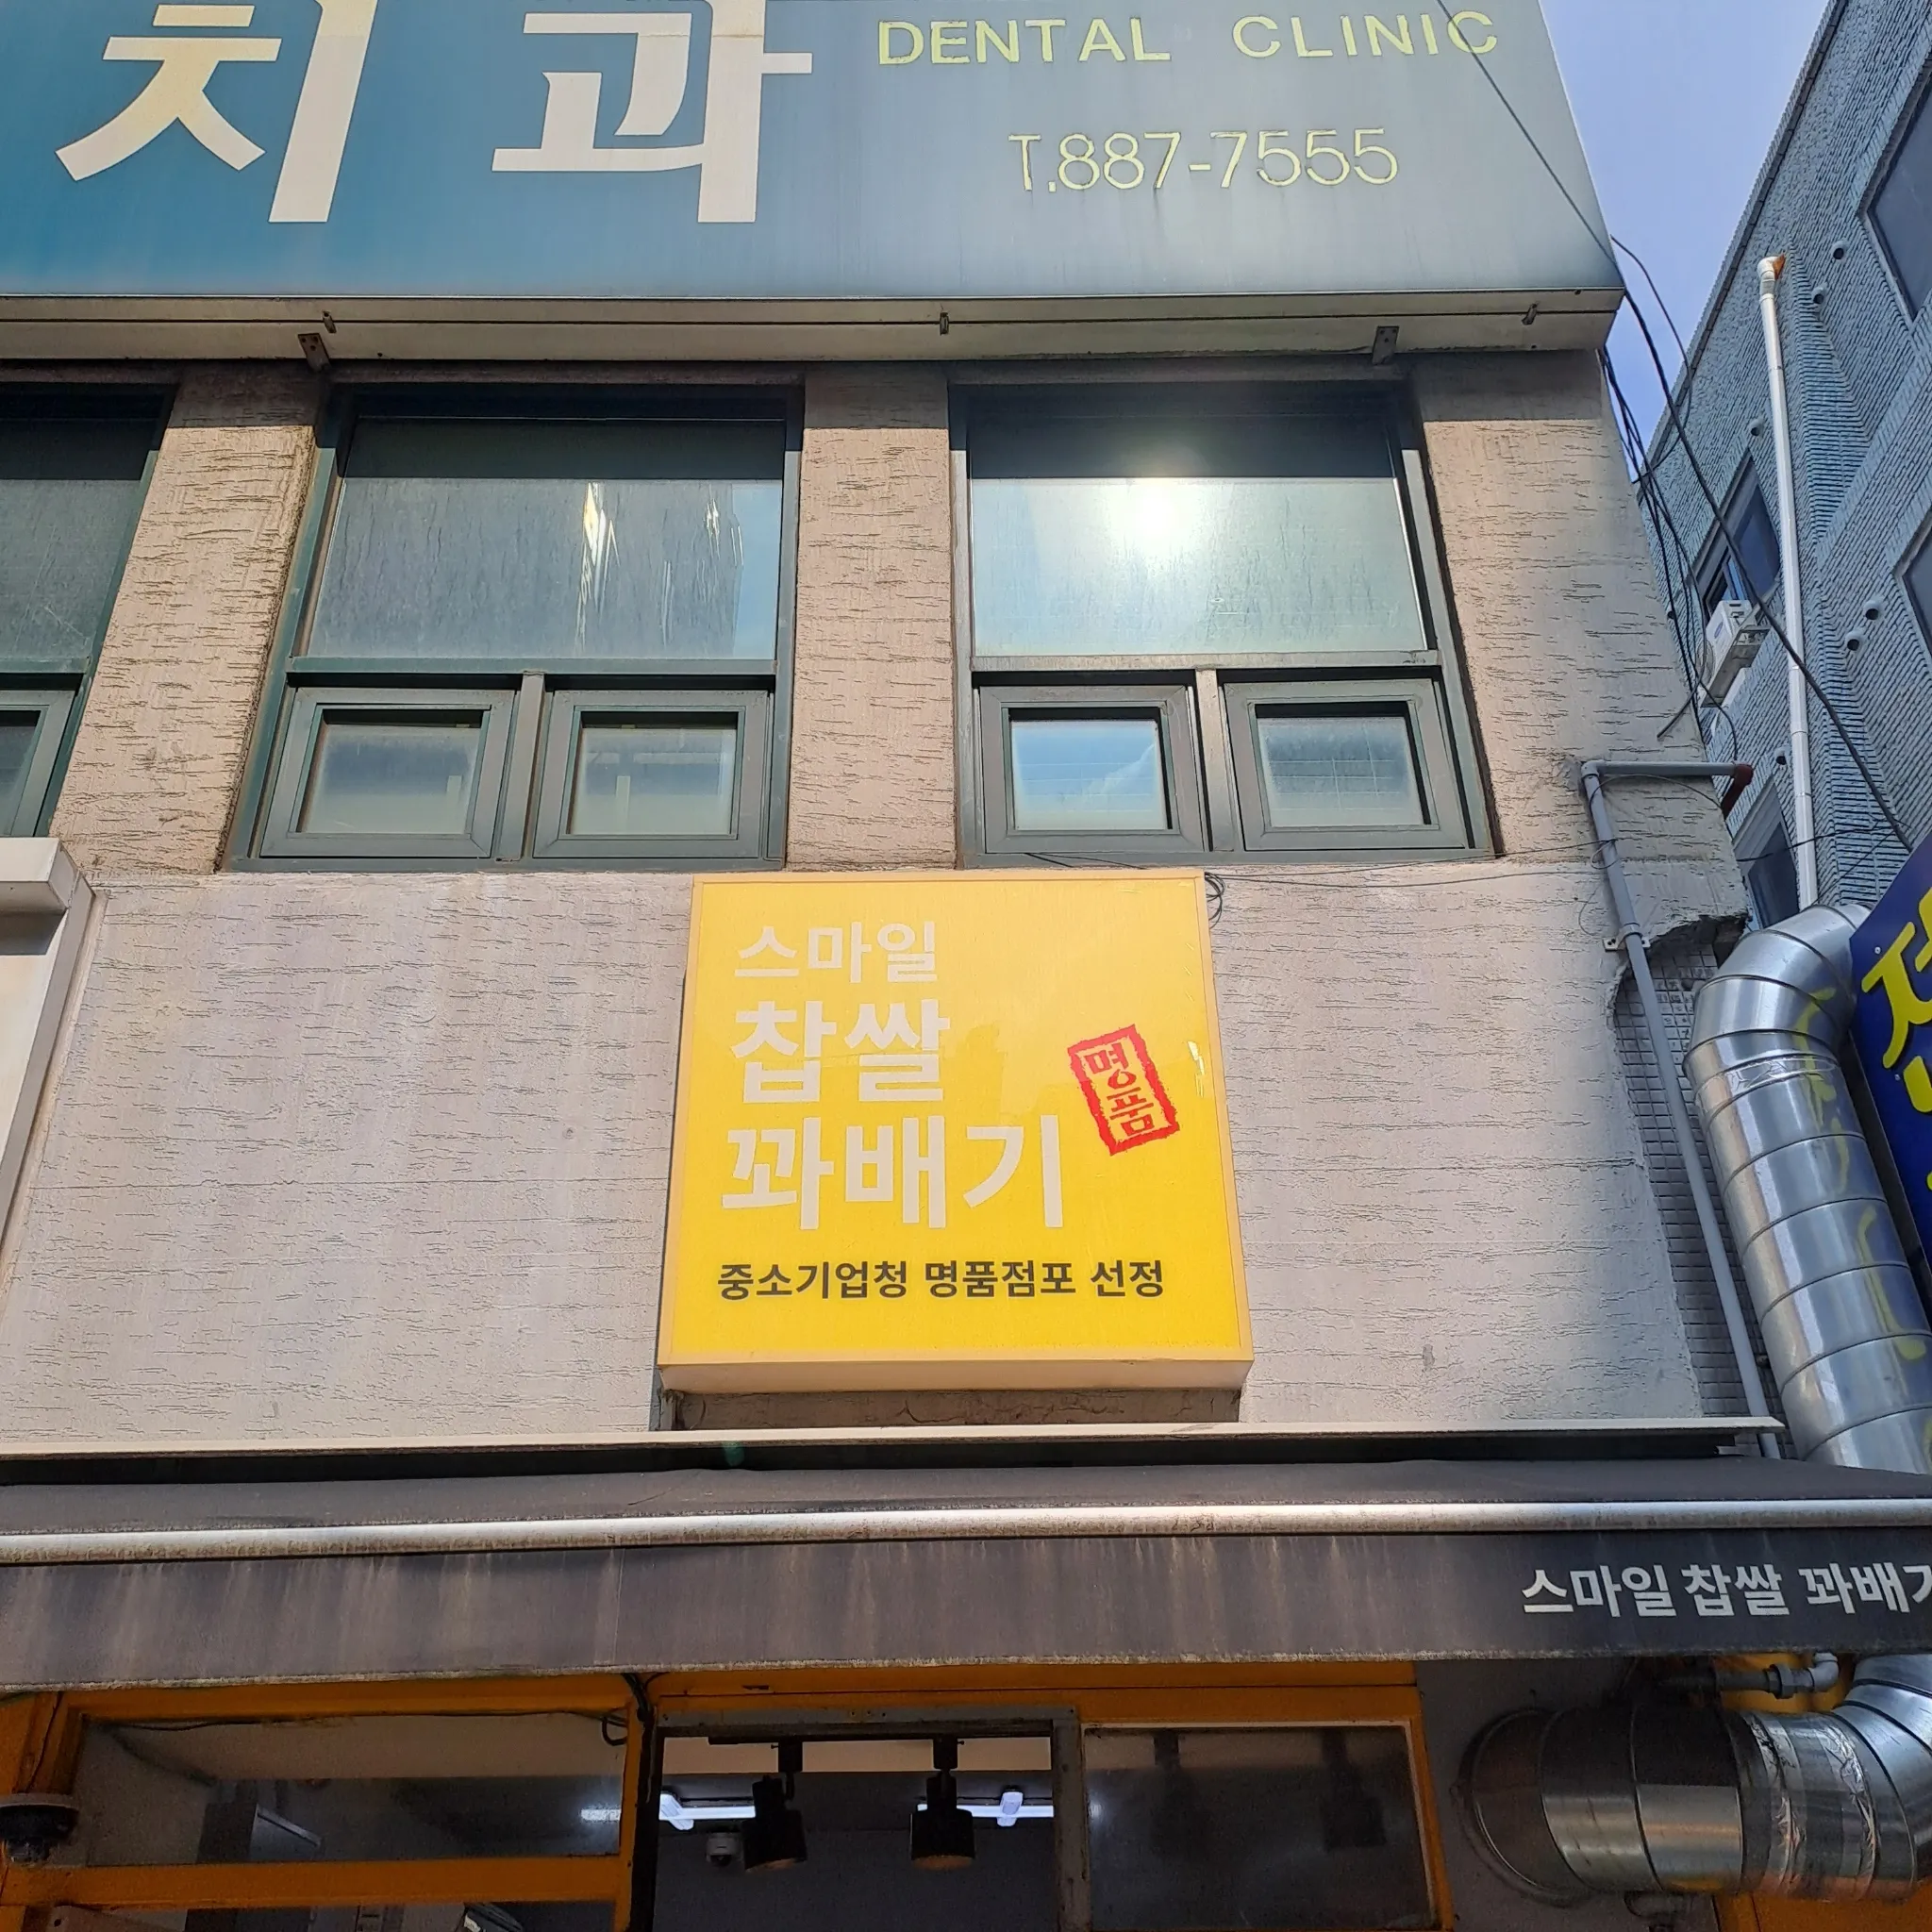 치과
DENTAL CLINIC
T.887-7555
스마일
찹쌀
꽈배기
명품
중소기업청 명품점포 선정
스마일 찹쌀 꽈배기